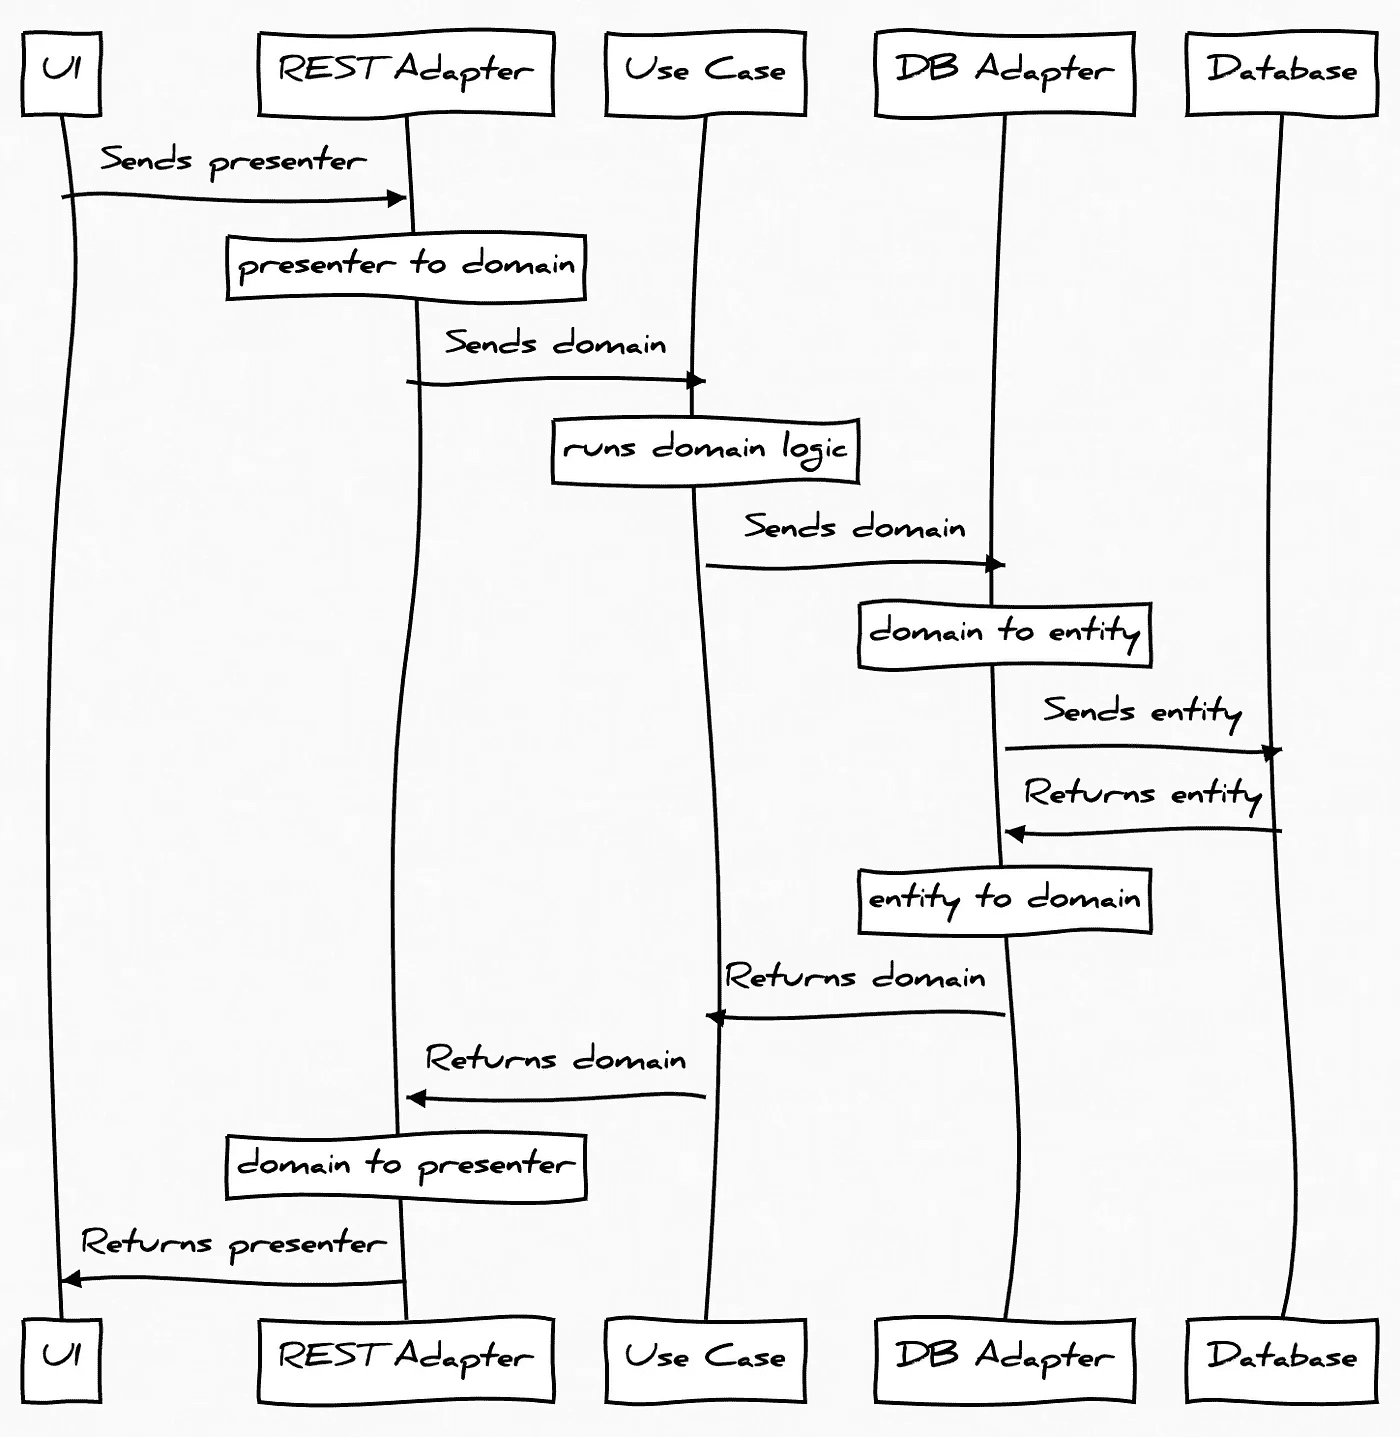 UI
REST Adapter
Use Case
DB Adapter
Database
Sends presenter
presenter to domain
Sends domain
runs domain logic
Sends domain
domain to entity
Sends entity
Returns entity
entity to domain
Returns domain
Returns domain
domain to presenter
Returns presenter
UI
REST Adapter
Use Case
DB Adapter
Database